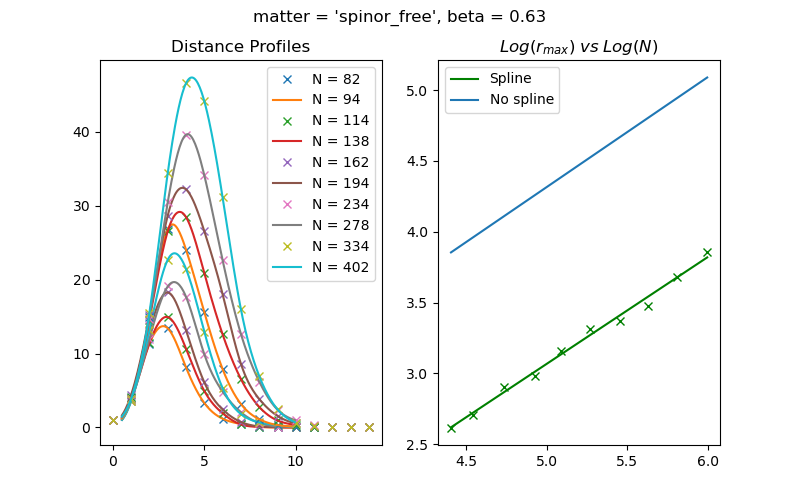 matter = 'spinor_free', beta = 0.63
Distance Profiles
N = 82
N = 94
N = 114
N = 138
N = 162
N = 194
N = 234
N = 278
N = 334
N = 402
40
30
20
10
0
0 5 10
Log(r_max) vs Log(N)
Spline
No spline
5.0
4.5
4.0
3.5
3.0
2.5
4.5 5.0 5.5 6.0